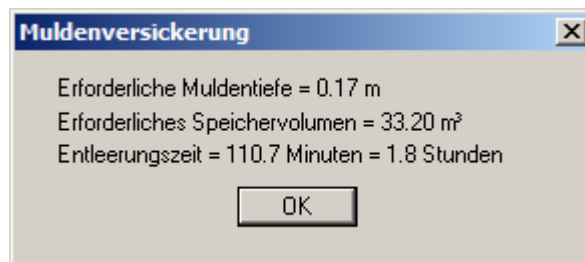 Muldenversickerung
Erforderliche Muldentiefe = 0.17 m
Erforderliches Speichervolumen = 33.20 m³
Entleerungszeit = 110.7 Minuten = 1.8 Stunden
OK